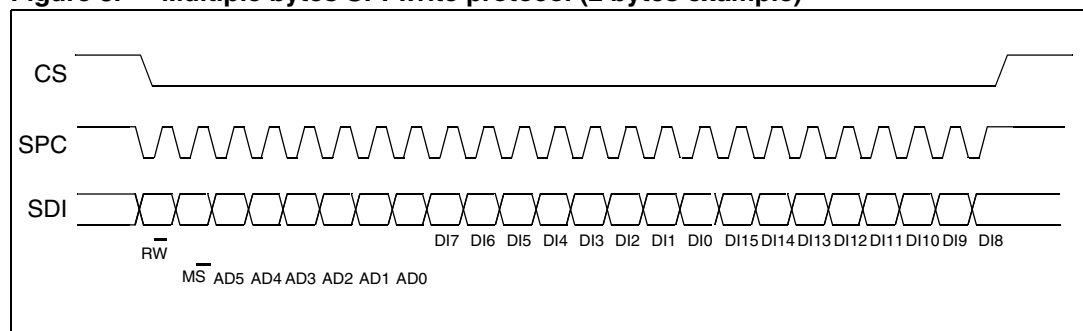 Figure 8. Multiple bytes SPI write protocol (2 bytes example)
CS
SPC
SDI
DI7 DI6 DI5 DI4 DI3 DI2 DI1 DI0 DI15 DI14 DI13 DI12 DI11 DI10 DI9 DI8
RW
MS AD5 AD4 AD3 AD2 AD1 AD0